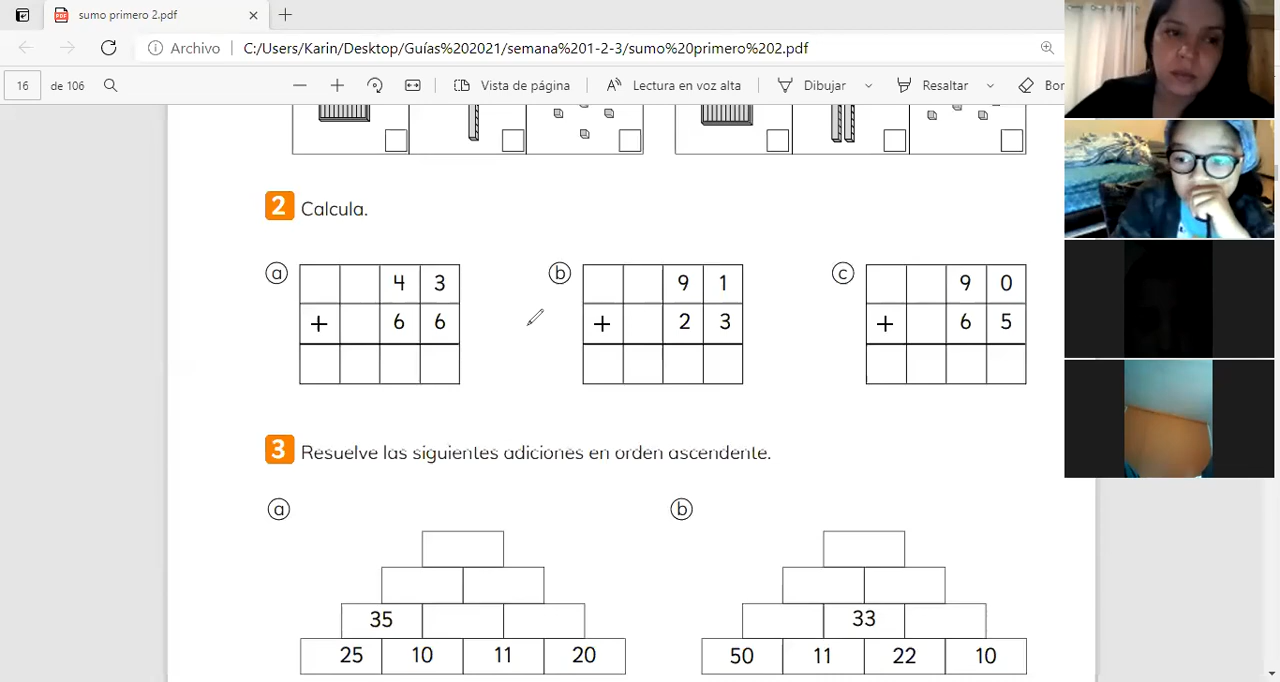 sumo primero 2.pdf
Archivo C:/Users/Karin/Desktop/Guías%202021/semana%201-2-3/sumo%20primero%202.pdf
16 de 106 Vista de página Lectura en voz alta Dibujar Resaltar Bor
2 Calcula.
a b c
4 3 9 1 9 0
+ 6 6 + 2 3 + 6 5
3 Resuelve las siguientes adiciones en orden ascendente.
a b
35 33
25 10 11 20 50 11 22 10